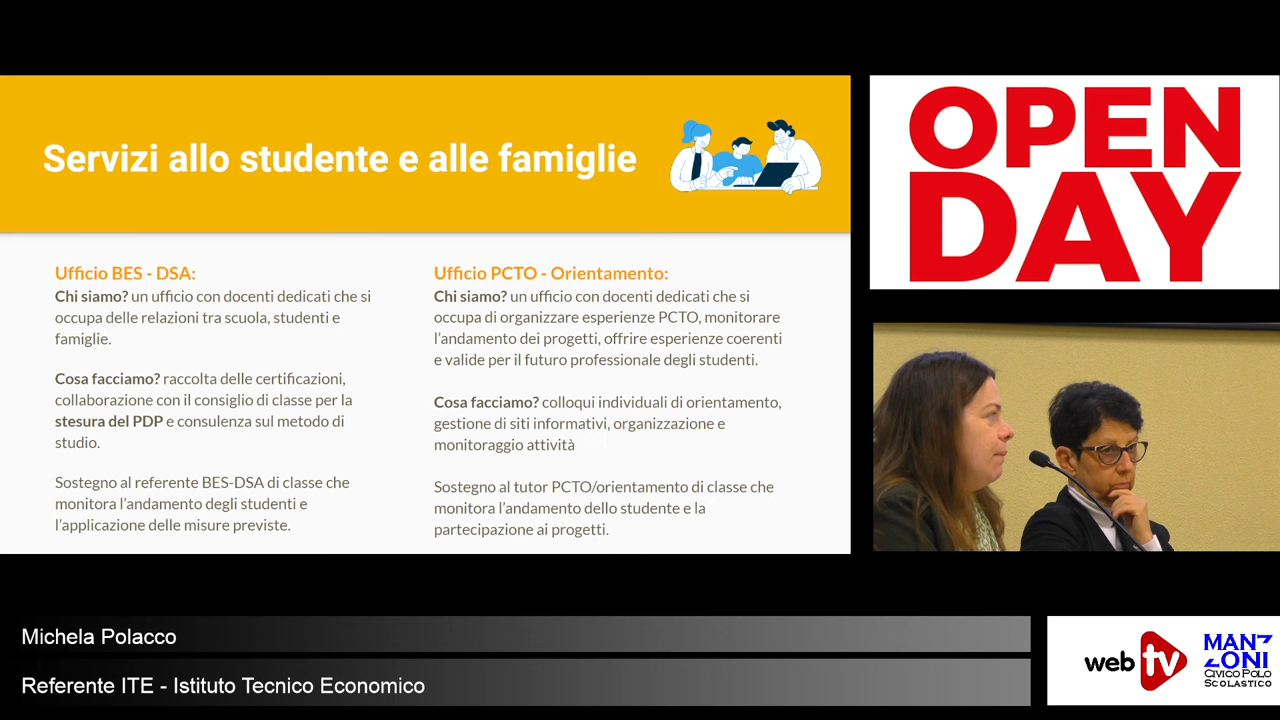 Servizi allo studente e alle famiglie
Ufficio BES - DSA:
Chi siamo? un ufficio con docenti dedicati che si
occupa delle relazioni tra scuola, studenti e
famiglie.
Cosa facciamo? raccolta delle certificazioni,
collaborazione con il consiglio di classe per la
stesura del PDP e consulenza sul metodo di
studio.
Sostegno al referente BES-DSA di classe che
monitora l'andamento degli studenti e
l'applicazione delle misure previste.
Ufficio PCTO - Orientamento:
Chi siamo? un ufficio con docenti dedicati che si
occupa di organizzare esperienze PCTO, monitorare
l'andamento dei progetti, offrire esperienze coerenti
e valide per il futuro professionale degli studenti.
Cosa facciamo? colloqui individuali di orientamento,
gestione di siti informativi, organizzazione e
monitoraggio attività
Sostegno al tutor PCTO/orientamento di classe che
monitora l'andamento dello studente e la
partecipazione ai progetti.
OPEN
DAY
Michela Polacco
Referente ITE - Istituto Tecnico Economico
web tv
MANZ
ZONI
CIVICO POLO
SCOLASTICO